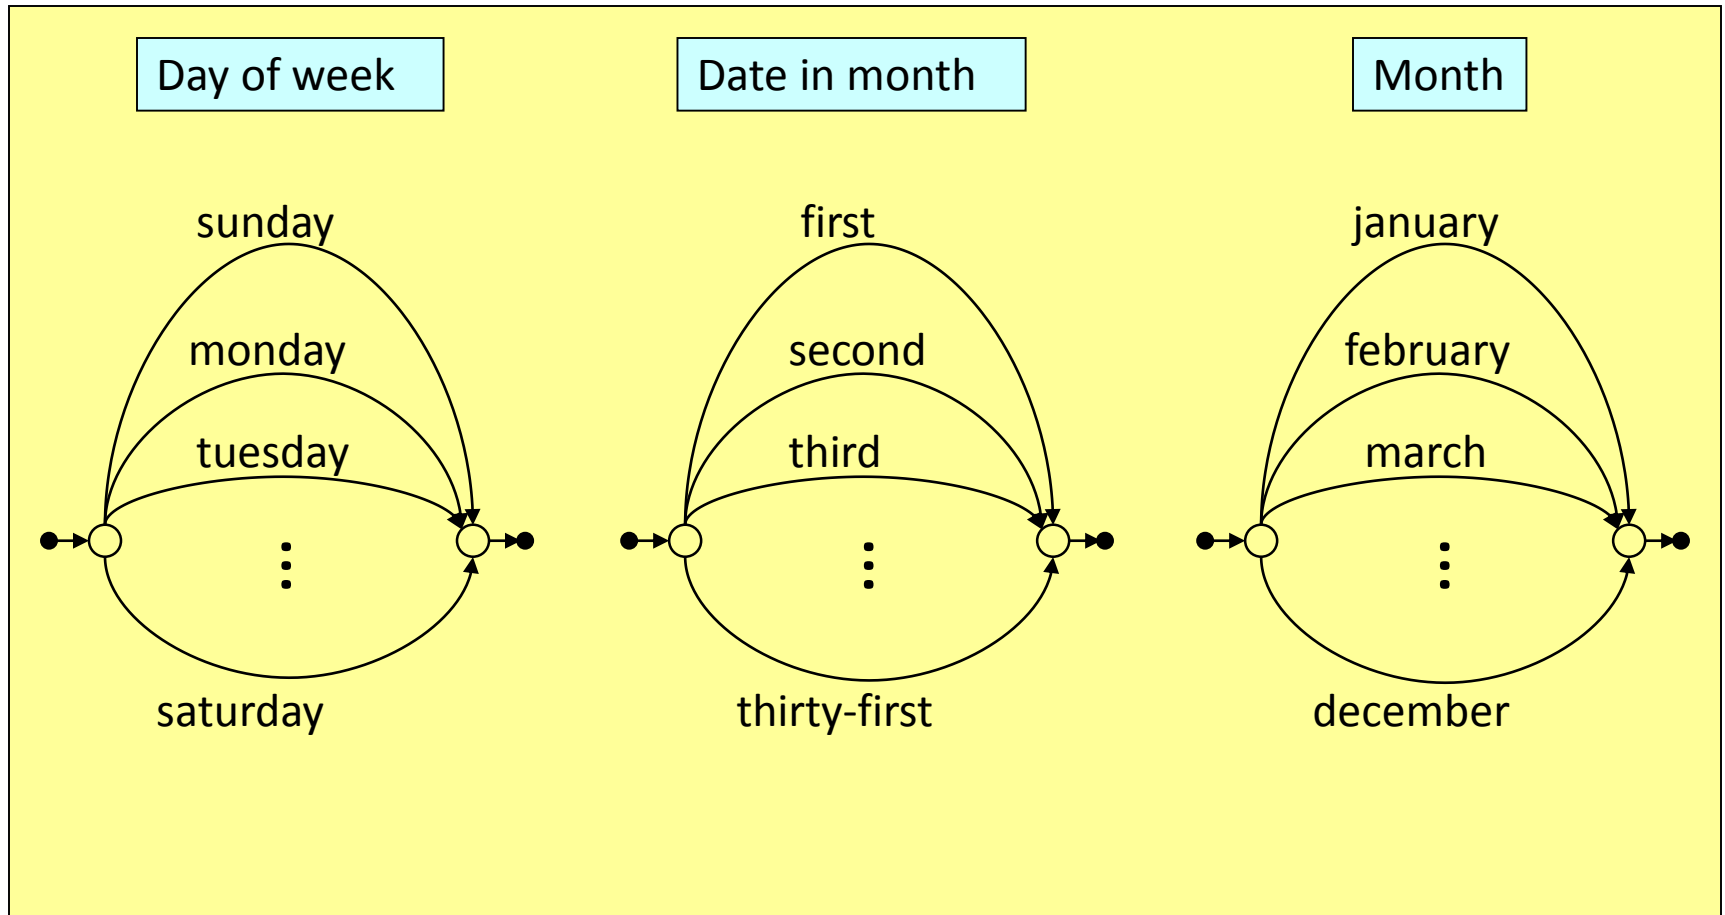 Day of week
Date in month
Month
sunday
monday
tuesday
saturday
first
second
third
thirty-first
january
february
march
december